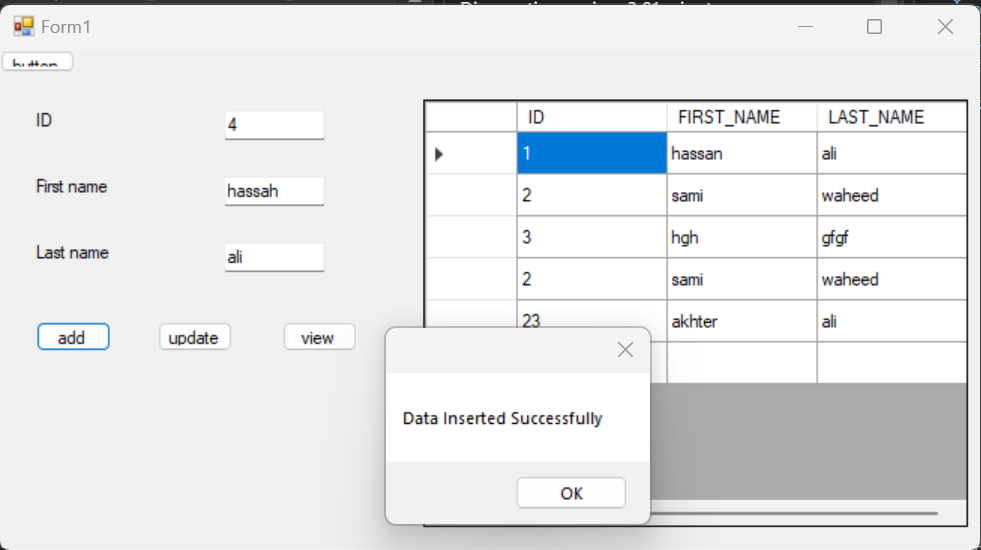 Form1
button
ID
4
First name
hassah
Last name
ali
add update view
ID FIRST_NAME LAST_NAME
1 hassan ali
2 sami waheed
3 hgh gfgf
2 sami waheed
23 akhter ali
Data Inserted Successfully
OK